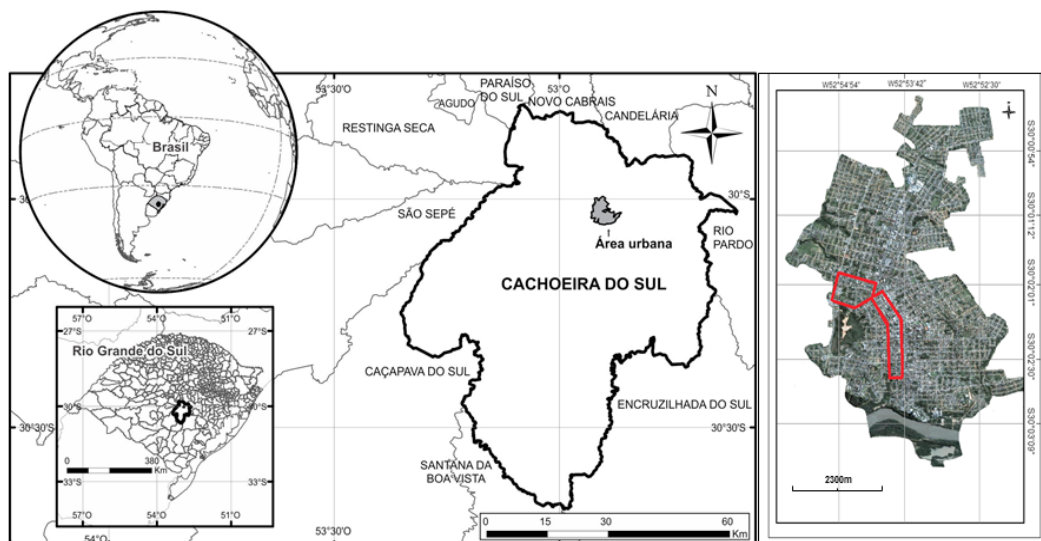 Brasil
53°30'O
53°O
PARAÍSO
DO SUL
NOVO CABRAIS
AGUDO
CANDELÁRIA
RESTINGA SECA
N
30°S
SÃO SEPÉ
Área urbana
RIO
PARDO
CACHOEIRA DO SUL
CAÇAPAVA DO SUL
ENCRUZILHADA DO SUL
30°30'S
30°30'S
SANTANA DA
BOA VISTA
53°30'O
53°O
54°O
0 15 30 60
Km
57°O 54°O 51°O
27°S
27°S
Rio Grande do Sul
30°S
30°S
0 380
km
33°S
33°S
57°O 54°O 51°O
W52°54'54" W52°53'42" W52°52'30"
S30°00'54"
S30°01'12"
S30°02'01"
S30°02'30"
S30°03'09"
2300m